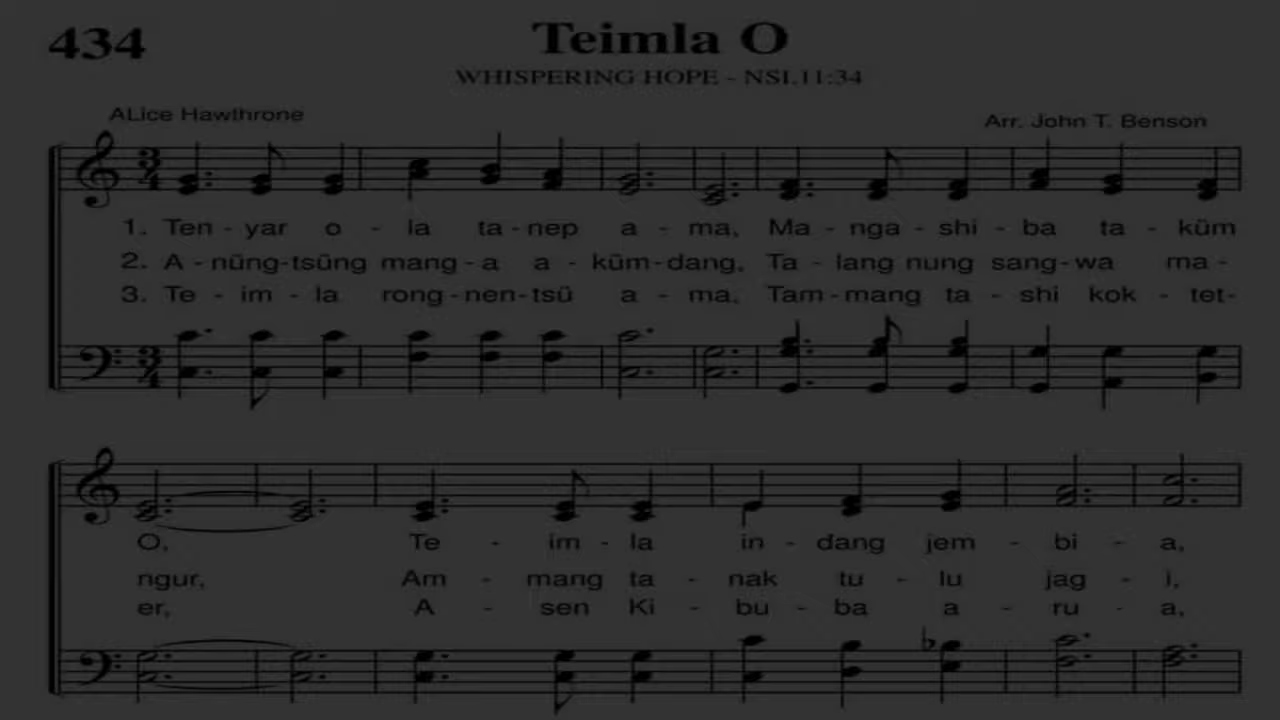 434
Teimla O
WHISPERING HOPE - NSI.11:34
ALice Hawthrone
Arr. John T. Benson
1. Ten - yar o - la ta - nep a - ma, Ma - nga - shi - ba ta - küm
2. A - nüng-tsüng mang - a a - küm-dang, Ta - lang nung sang-wa ma -
3. Te - im - la rong-nen-tsü a - ma, Tam-mang ta - shi kok - tet-
O, Te - im - la in - dang jem - bi - a,
ngur, Am - mang ta - nak tu - lu jag - i,
er, A - sen Ki - bu - ba a - ru - a,